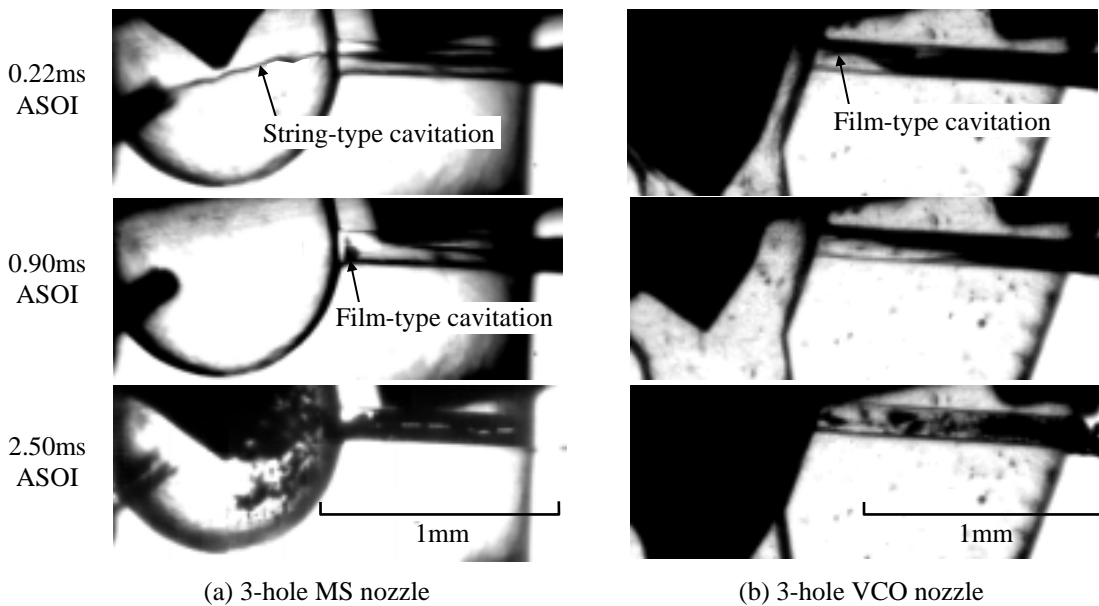 0.22ms
ASOI
String-type cavitation
Film-type cavitation
0.90ms
ASOI
Film-type cavitation
2.50ms
ASOI
1mm
1mm
(a) 3-hole MS nozzle
(b) 3-hole VCO nozzle